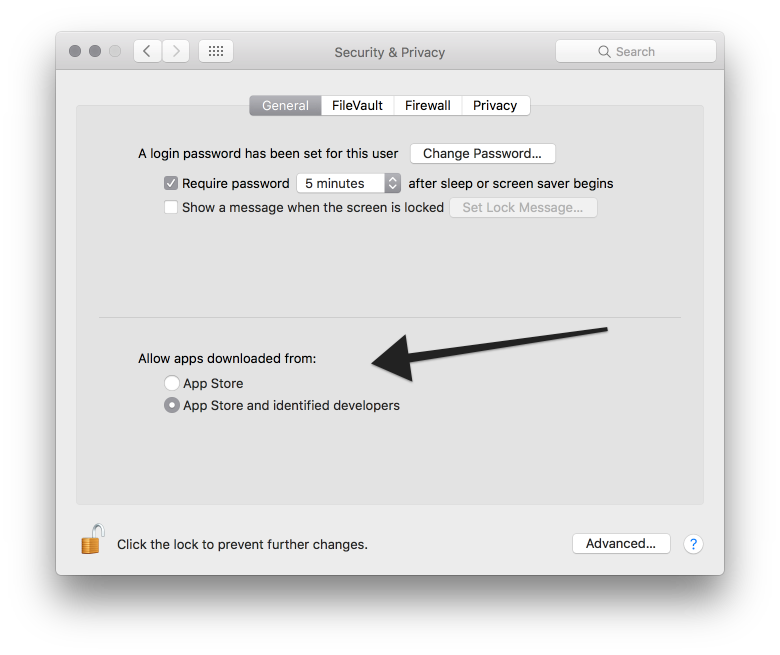 Security & Privacy
Search
General FileVault Firewall Privacy
A login password has been set for this user Change Password...
Require password 5 minutes after sleep or screen saver begins
Show a message when the screen is locked Set Lock Message...
Allow apps downloaded from:
App Store
App Store and identified developers
Click the lock to prevent further changes. Advanced... ?